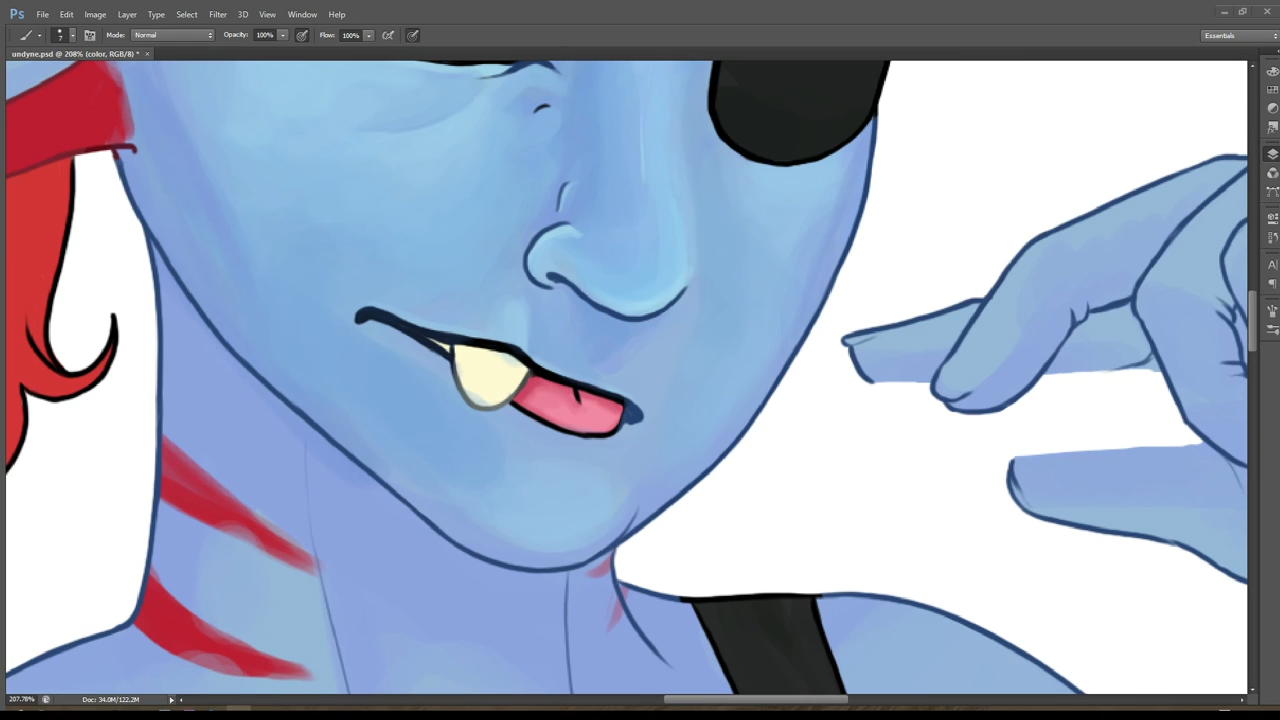 Ps File Edit Image Layer Type Select Filter 3D View Window Help
7 Mode: Normal Opacity: 100% Flow: 100% Essentials
undyne.psd @ 208% (color, RGB/8) * ×
A|
207.78% Doc: 34.0M/122.2M